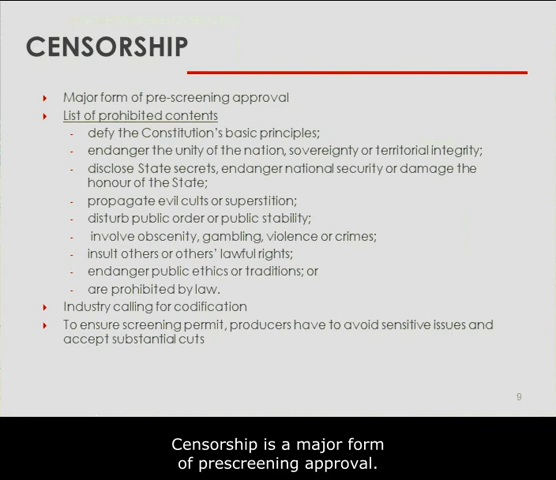 CENSORSHIP
Major form of pre-screening approval
List of prohibited contents
- defy the Constitution's basic principles;
- endanger the unity of the nation, sovereignty or territorial integrity;
- disclose State secrets, endanger national security or damage the
honour of the State;
- propagate evil cults or superstition;
- disturb public order or public stability;
- involve obscenity, gambling, violence or crimes;
- insult others or others' lawful rights;
- endanger public ethics or traditions; or
- are prohibited by law.
Industry calling for codification
To ensure screening permit, producers have to avoid sensitive issues and
accept substantial cuts
9
Censorship is a major form
of prescreening approval.